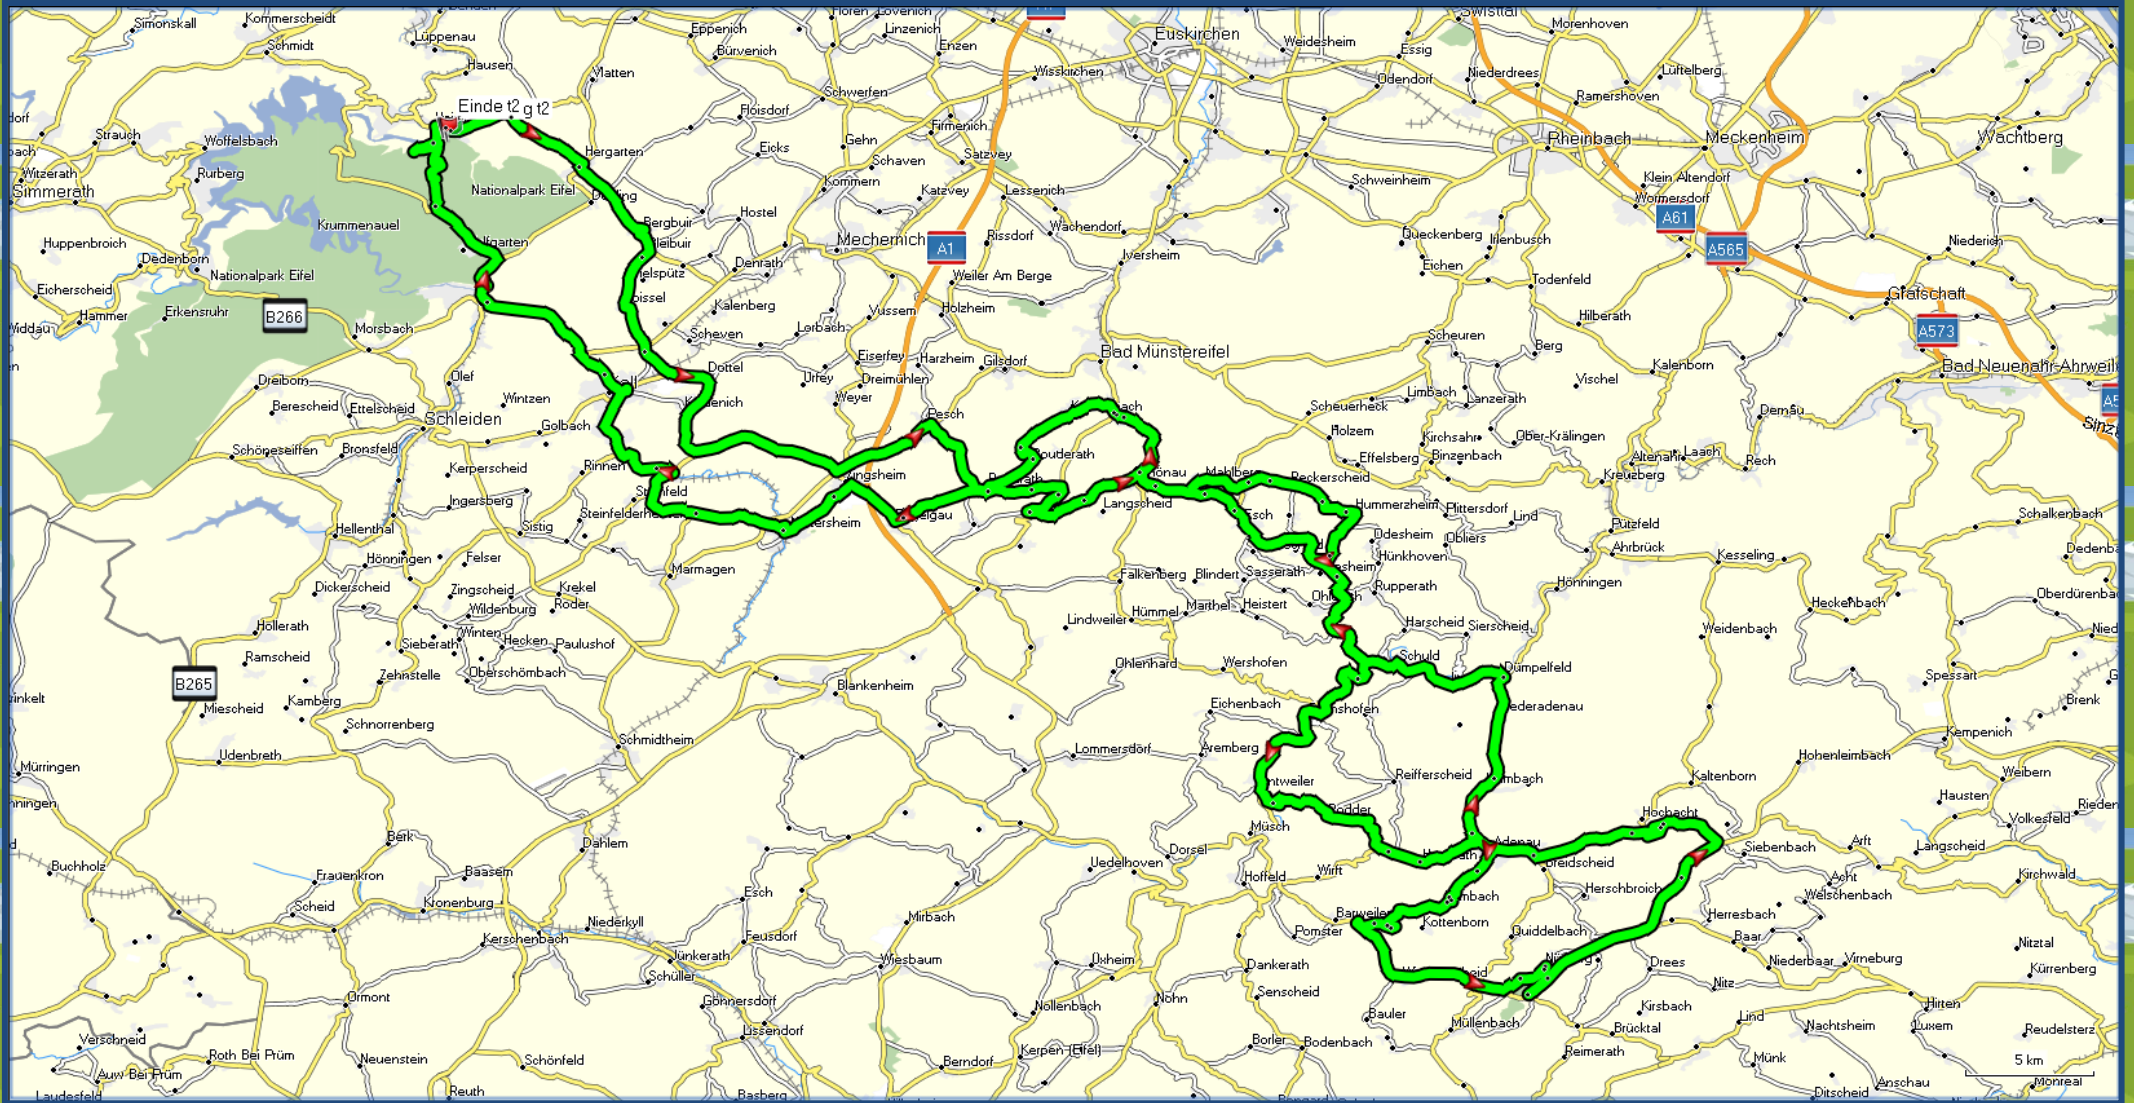 Simonskall
Kommerscheidt
Schmidt
Lüppenau
Hausen
Eppenich
Bürvenich
Linzenich
Enzen
Wisskirchen
Euskirchen
Weidesheim
Essig
Odendorf
Morenhoven
Niederdrees
Lüftelberg
Ramershoven
Vlatten
Schwerfen
Floisdorf
Firmenich
Einde t2 g t2
Strauch
Woffelsbach
Witzerath
Rurberg
Simmerath
Hergarten
Eicks
Gehn
Schaven
Satzvey
Kommern
Katzvey
Lessenich
Schweinheim
Rheinbach
Meckenheim
Wachtberg
Klein Altendorf
Wormersdorf
A61
A565
Nationalpark Eifel
Krummenauel
Huppenbroich
Dedenborn
Nationalpark Eifel
Eicherscheid
Hammer
Erkensruhr
B266
Morsbach
Bergbuir
Hostel
Mechernich
A1
Rissdorf
Wachendorf
Iversheim
Queckenberg
Irlenbusch
Eichen
Todenfeld
Niederich
Grafschaft
A573
Denrath
Kalenberg
Weiler Am Berge
Vussem
Holzheim
Scheven
Lorbach
Hilberath
Scheuren
Berg
Kalenborn
Bad Neuenahr-Ahrweil
Dottel
Eiserfey
Harzheim
Gilsdorf
Bad Münstereifel
Urfey
Dreimühlen
Weyer
Pesch
Vischel
Limbach
Lanzerath
Scheuerheck
Dernau
Dreiborn
Olef
Berescheid
Ettelscheid
Wintzen
Schleiden
Golbach
Schöneseiffen
Bronsfeld
Kerperscheid
Rinnen
Ingersberg
Holzem
Kirchsahr
Ober-Krälingen
Effelsberg
Binzenbach
Altenahr
Laach
Rech
Kreuzberg
Mahlberg
Reckerscheid
Langscheid
Hummerzheim
Plittersdorf
Lind
Schalkenbach
Hellenthal
Sistig
Esch
Odesheim
Obliers
Pützfeld
Ahrbrück
Kesseling
Hünkhoven
Hönningen
Felser
Dickerscheid
Zingscheid
Krekel
Wildenburg
Roder
Marmagen
Falkenberg
Blindert
Sasserath
Rupperath
Hönningen
Hümmel
Marthel
Heistert
Lindweiler
Heckenbach
Hollerath
Sieberath
Winten
Hecken
Paulushof
Ramscheid
Zehnstelle
Oberschömbach
Harscheid
Sierscheid
Weidenbach
Schuld
Dümpelfeld
Ohlenhard
Wershofen
B265
Blankenheim
Spessart
Kamberg
Miescheid
Schnorrenberg
Eichenbach
Brenk
Kempenich
Udenbreth
Schmidtheim
Lommersdorf
Aremberg
Hohenleimbach
Mürringen
Reifferscheid
Kaltenborn
Weibern
Hausten
Rieden
Hochacht
Volkesfeld
Müsch
Berk
Dahlem
Dorsel
Uedelhoven
Siebenbach
Arft
Langscheid
Buchholz
Frauenkron
Baasem
Esch
Hoffeld
Wirft
Herschbroich
Acht
Welschenbach
Kirchwald
Scheid
Kronenburg
Niederkyll
Mirbach
Barweiler
Kottenborn
Herresbach
Kerschenbach
Feusdorf
Pomster
Quiddelbach
Baar
Nitztal
Jünkerath
Wiesbaum
Üxheim
Dankerath
Drees
Niederbaar
Virneburg
Kürrenberg
Schüller
Senscheid
Nitz
Ormont
Gönnersdorf
Nollenbach
Nohn
Bauler
Müllenbach
Kirsbach
Hirten
Verschneid
Lissendorf
Brücktal
Lind
Nachtsheim
Luxem
Reudelsterz
Roth Bei Prüm
Neuenstein
Schönfeld
Berndorf
Kerpen (Eifel)
Borler
Bodenbach
Reimerath
Münk
5 km
Auw Bei Prüm
Anschau
Monreal
Laudesfeld
Reuth
Basberg
Ditscheid